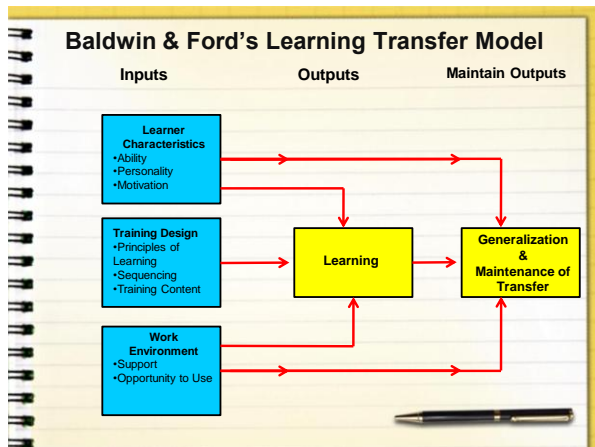 Baldwin & Ford's Learning Transfer Model
Inputs
Outputs
Maintain Outputs
Learner
Characteristics
•Ability
•Personality
•Motivation
Training Design
•Principles of
Learning
•Sequencing
•Training Content
Work
Environment
•Support
•Opportunity to Use
Learning
Generalization
&
Maintenance of
Transfer